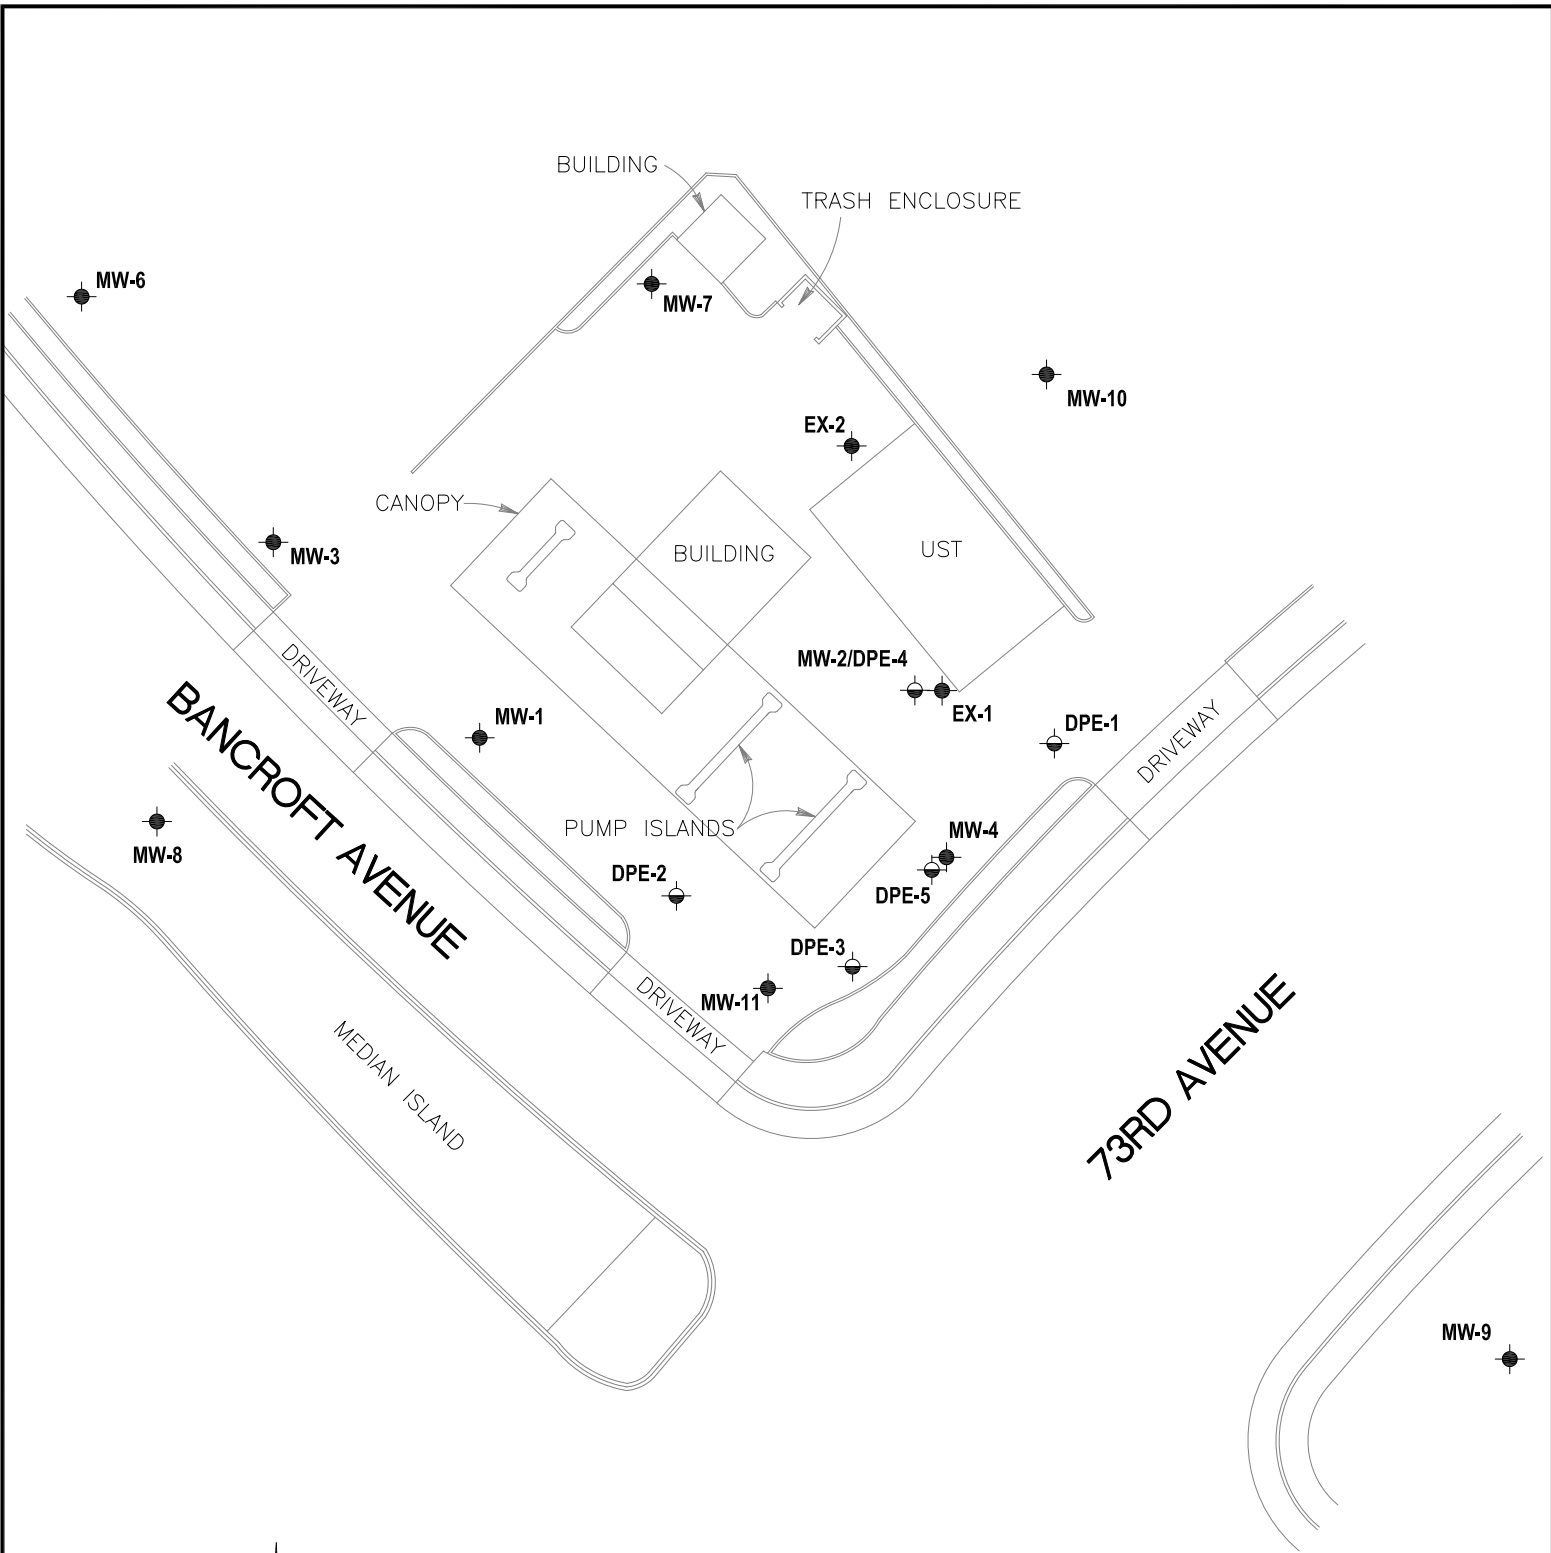 BUILDING
TRASH ENCLOSURE
MW-6
MW-7
MW-10
EX-2
CANOPY
BUILDING
UST
MW-3
DRIVEWAY
MW-2/DPE-4
EX-1
DPE-1
DRIVEWAY
BANCROFT AVENUE
MW-1
PUMP ISLANDS
MW-4
MW-8
DPE-2
DPE-5
DPE-3
MW-11
DRIVEWAY
MEDIAN ISLAND
73RD AVENUE
MW-9